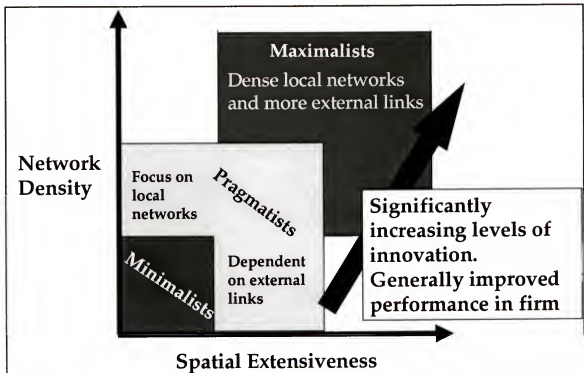 Maximalists
Dense local networks
and more external links
Network
Density
Focus on
local
networks
Pragmatists
Minimalists
Dependent
on external
links
Significantly
increasing levels of
innovation.
Generally improved
performance in firm
Spatial Extensiveness